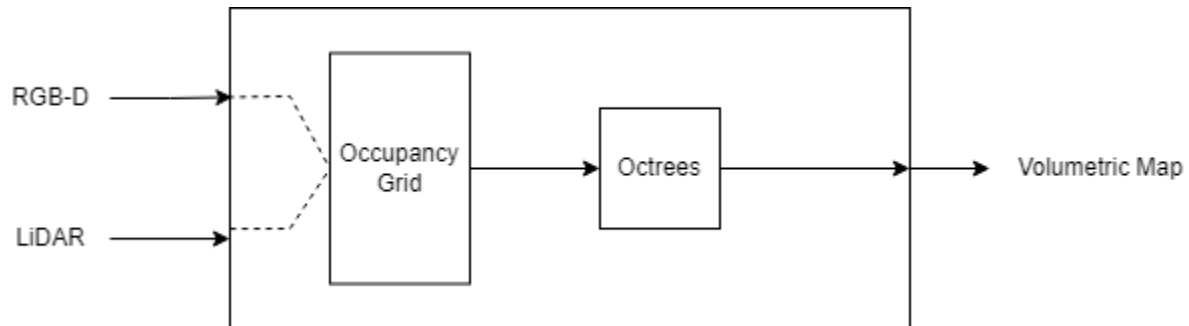 RGB-D
LiDAR
Occupancy
Grid
Octrees
Volumetric Map